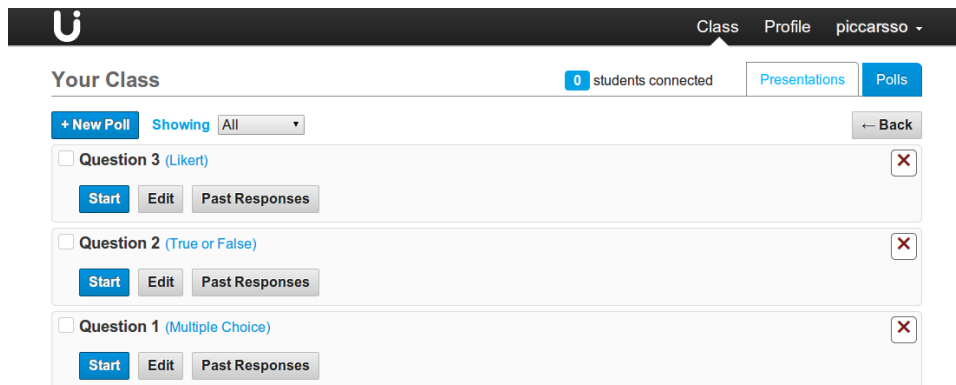 Ui Class Profile piccarsso
Your Class 0 students connected Presentations Polls
+ New Poll Showing All ← Back
Question 3 (Likert)
Start Edit Past Responses
Question 2 (True or False)
Start Edit Past Responses
Question 1 (Multiple Choice)
Start Edit Past Responses